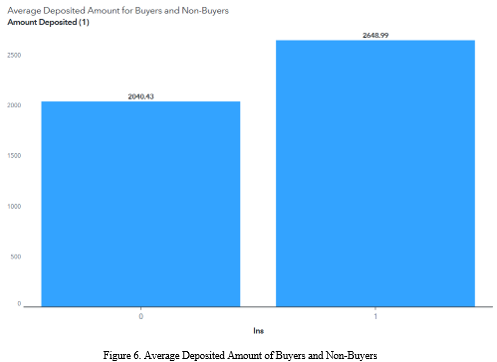 Average Deposited Amount for Buyers and Non-Buyers
Amount Deposited (1)
2648.99
2500
2040.43
2000
1500
1000
500
0
0
1
Ins
Figure 6. Average Deposited Amount of Buyers and Non-Buyers